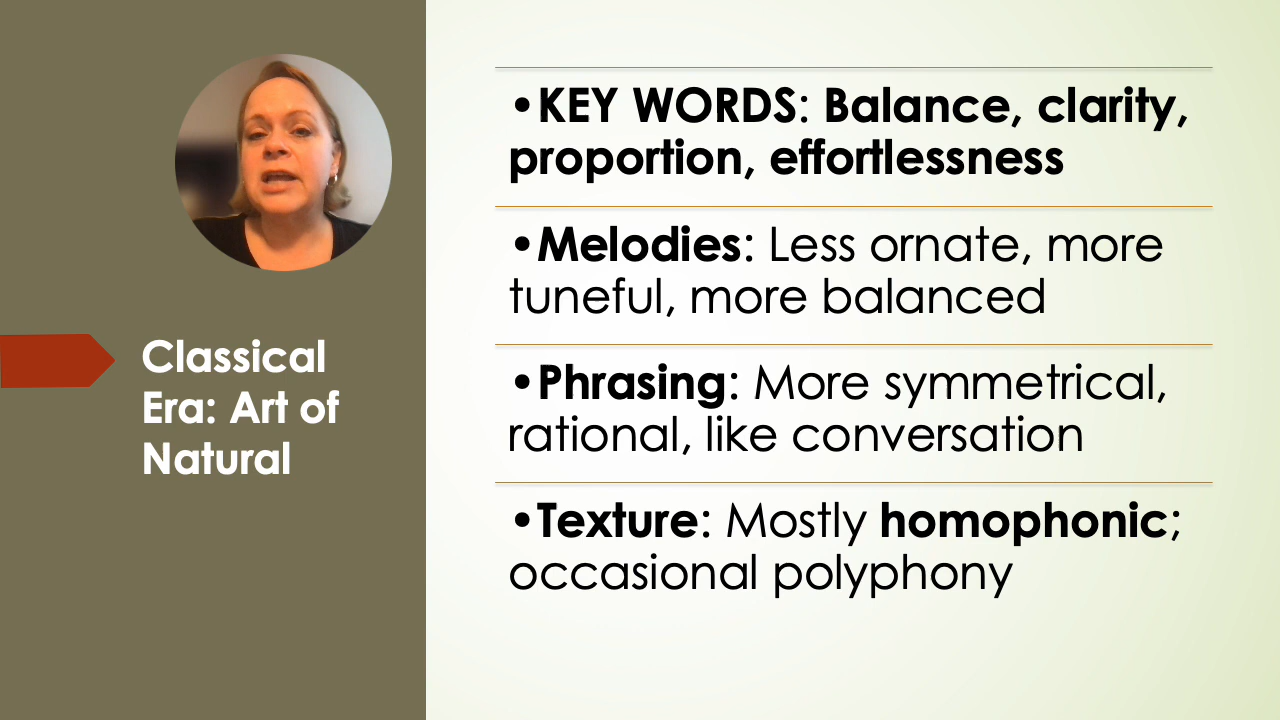 Classical
Era: Art of
Natural
•KEY WORDS: Balance, clarity,
proportion, effortlessness
•Melodies: Less ornate, more
tuneful, more balanced
•Phrasing: More symmetrical,
rational, like conversation
•Texture: Mostly homophonic;
occasional polyphony